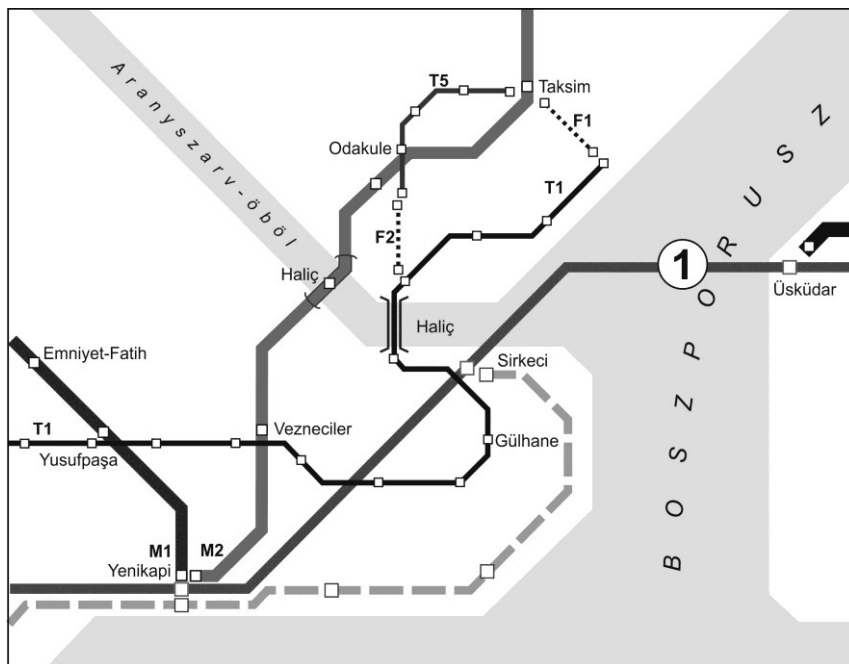 Aranyszarv-öböl
T5
Taksim
F1
Odakule
T1
F2
BOSZPORUSZ
1
Haliç
Üsküdar
Haliç
Emniyet-Fatih
Sirkeci
T1
Vezneciler
Gülhane
Yusufpaşa
M1
M2
Yenikapi